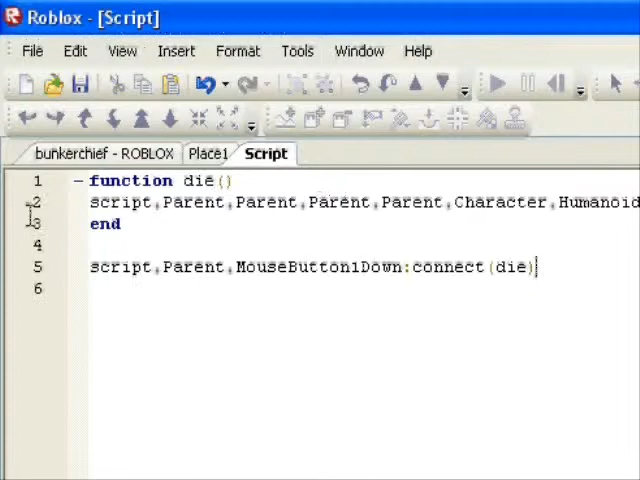 Roblox - [Script]
File Edit View Insert Format Tools Window Help
bunkerchief - ROBLOX Place1 Script
1 function die()
2 script.Parent.Parent.Parent.Parent.Character.Humanoid
3 end
4
5 script.Parent.MouseButton1Down:connect(die)
6